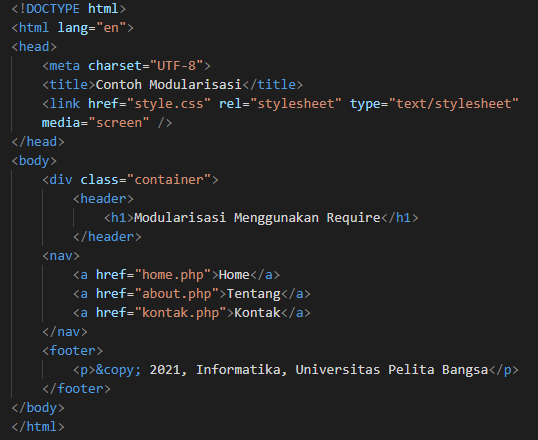 <!DOCTYPE html>
<html lang="en">
<head>
    <meta charset="UTF-8">
    <title>Contoh Modularisasi</title>
    <link href="style.css" rel="stylesheet" type="text/stylesheet"
    media="screen" />
</head>
<body>
    <div class="container">
        <header>
            <h1>Modularisasi Menggunakan Require</h1>
        </header>
    <nav>
        <a href="home.php">Home</a>
        <a href="about.php">Tentang</a>
        <a href="kontak.php">Kontak</a>
    </nav>
    <footer>
        <p>&copy; 2021, Informatika, Universitas Pelita Bangsa</p>
    </footer>
</body>
</html>